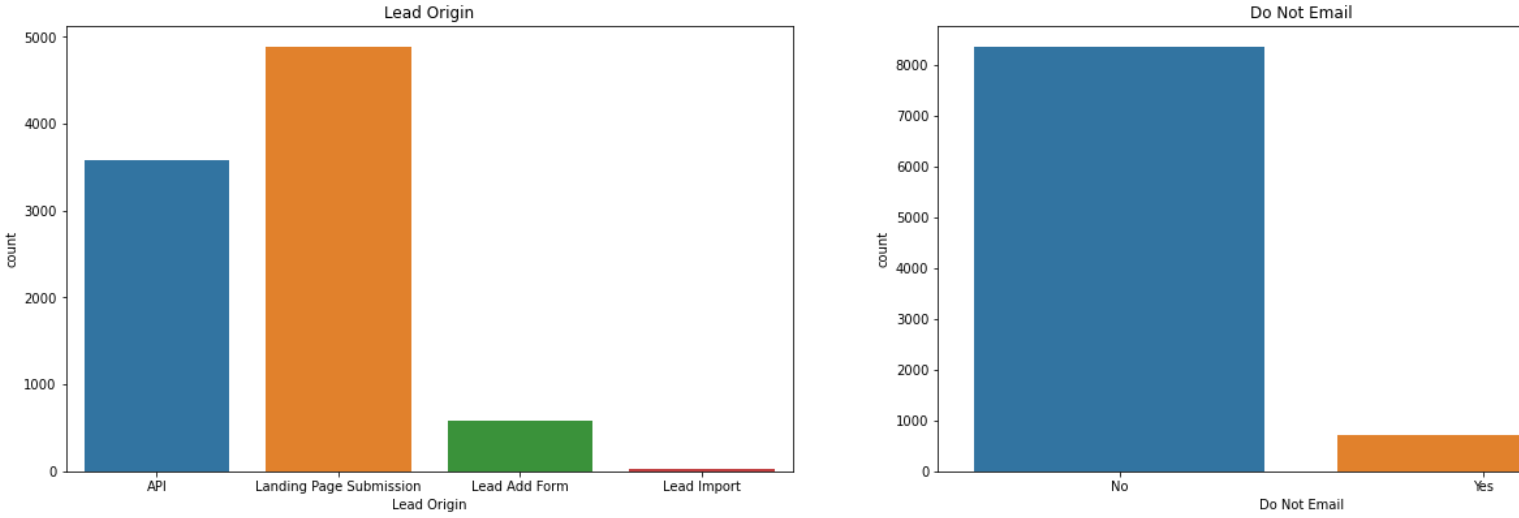 Lead Origin
5000
4000
3000
2000
1000
0
count
API Landing Page Submission Lead Add Form Lead Import
Lead Origin
Do Not Email
8000
7000
6000
5000
4000
3000
2000
1000
0
count
No Yes
Do Not Email